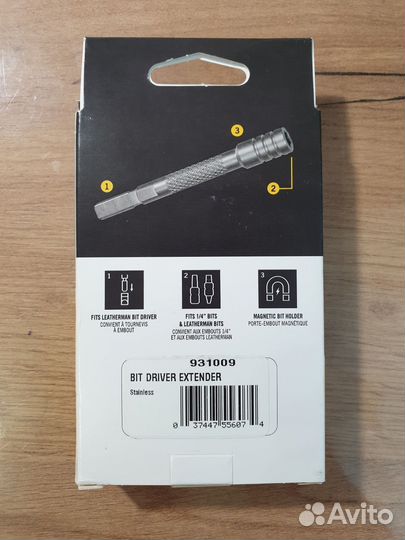 3
1
2
1
FITS LEATHERMAN BIT DRIVER
CONVIENT À TOURNEVIS
À EMBOUT
2
FITS 1/4" BITS
& LEATHERMAN BITS
CONVIENT AUX EMBOUTS 1/4"
ET AUX EMBOUTS LEATHERMAN
3
MAGNETIC BIT HOLDER
PORTE-EMBOUT MAGNÉTIQUE
931009
BIT DRIVER EXTENDER
Stainless
0 37447 55607 4
Avito